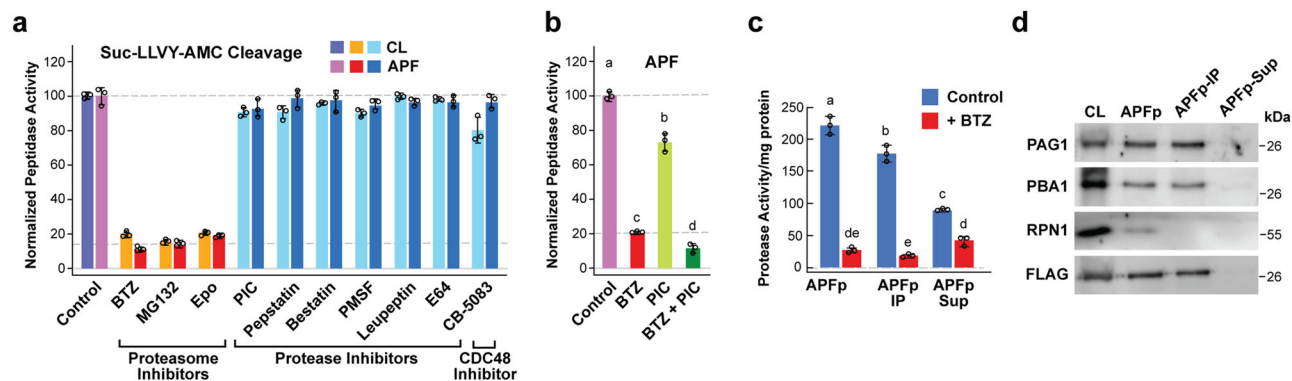 a
Suc-LLVY-AMC Cleavage
CL
APF
Normalized Peptidase Activity
120
100
80
60
40
20
0
Control
BTZ
MG132
Epo
PIC
Pepstatin
Bestatin
PMSF
Leupeptin
E64
CB-5083
Proteasome
Inhibitors
Protease Inhibitors
CDC48
Inhibitor
b
APF
Normalized Peptidase Activity
120
100
80
60
40
20
0
a
c
b
d
Control
BTZ
PIC
BTZ + PIC
c
Control
+ BTZ
Protease Activity/mg protein
250
200
150
100
50
0
a
de
b
e
c
d
APFp
APFp
IP
APFp
Sup
d
CL
APFp
APFp-IP
APFp-Sup
kDa
PAG1
-26
PBA1
-26
RPN1
-55
FLAG
-26